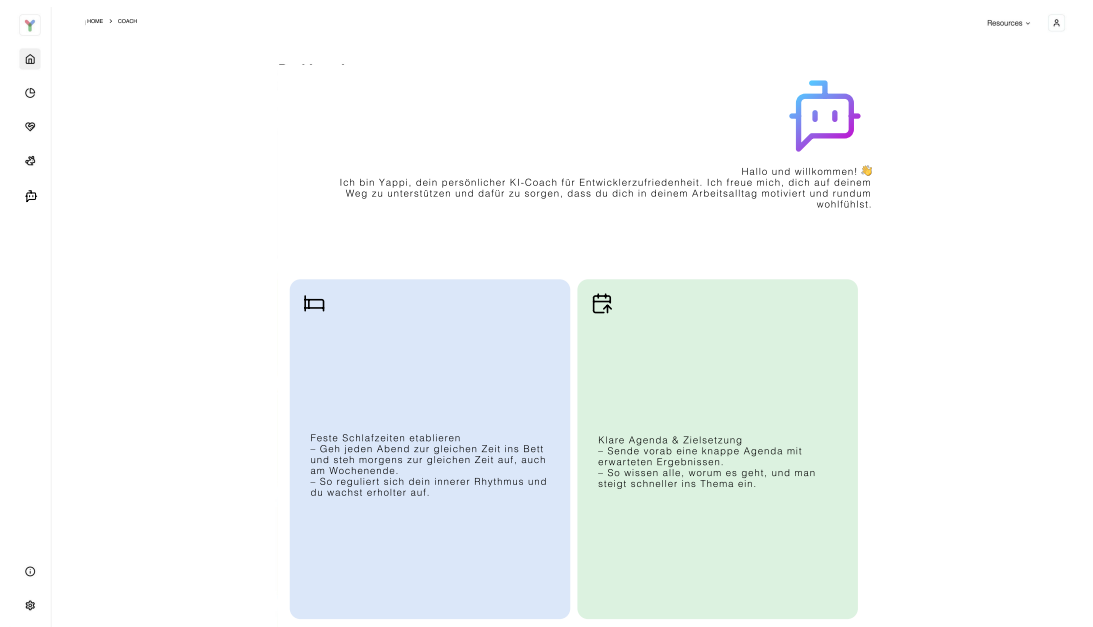 HOME > COACH
Resources
Hallo und willkommen! 👋
Ich bin Yappi, dein persönlicher KI-Coach für Entwicklerzufriedenheit. Ich freue mich, dich auf deinem
Weg zu unterstützen und dafür zu sorgen, dass du dich in deinem Arbeitsalltag motiviert und rundum
wohlfühlst.
Feste Schlafzeiten etablieren
– Geh jeden Abend zur gleichen Zeit ins Bett
und steh morgens zur gleichen Zeit auf, auch
am Wochenende.
– So reguliert sich dein innerer Rhythmus und
du wachst erholter auf.
Klare Agenda & Zielsetzung
– Sende vorab eine knappe Agenda mit
erwarteten Ergebnissen.
– So wissen alle, worum es geht, und man
steigt schneller ins Thema ein.